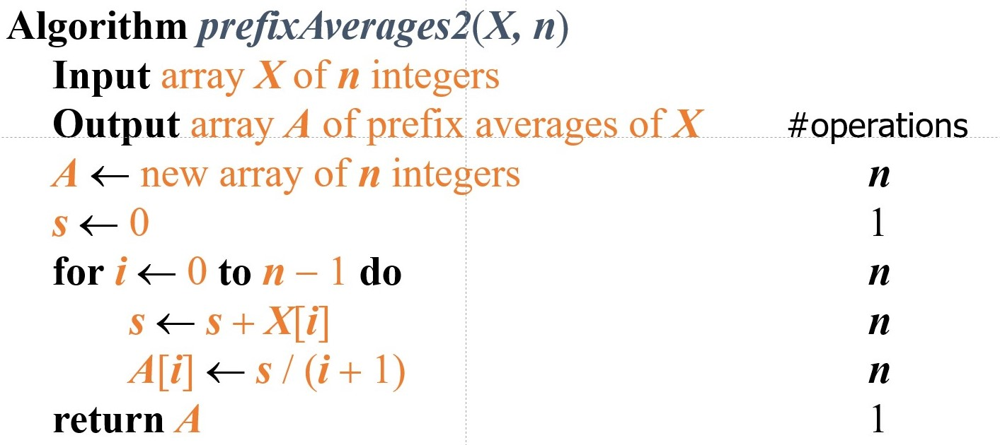 Algorithm prefixAverages2(X, n)
Input array X of n integers
Output array A of prefix averages of X #operations
A ← new array of n integers n
s ← 0 1
for i ← 0 to n − 1 do n
s ← s + X[i] n
A[i] ← s / (i + 1) n
return A 1